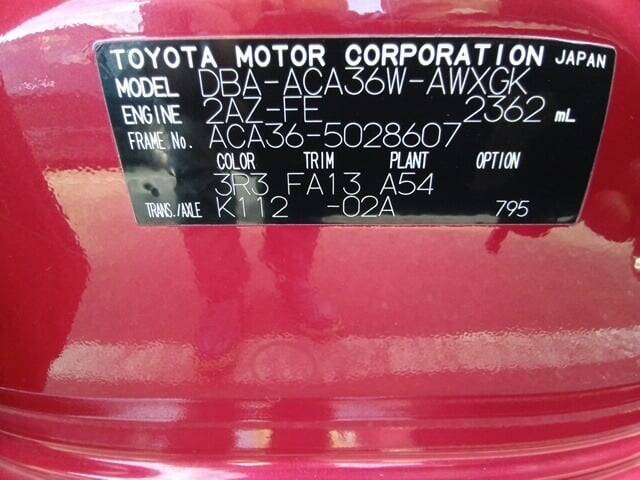 TOYOTA MOTOR CORPORATION JAPAN
MODEL DBA-ACA36W-AWXGK
ENGINE 2AZ-FE 2362 mL
FRAME No. ACA36-5028607
COLOR TRIM PLANT OPTION
3R3 FA13 A54
TRANS./AXLE K112 -02A 795